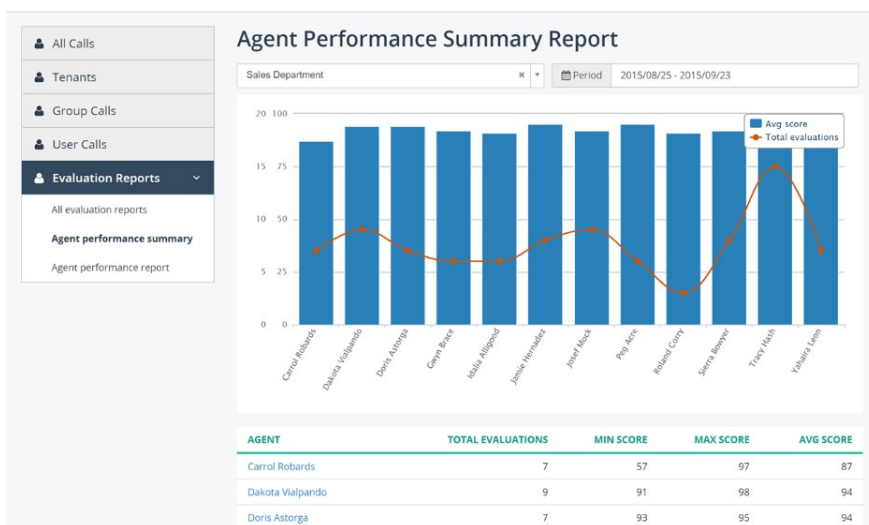 Agent Performance Summary Report
All Calls
Tenants
Group Calls
User Calls
Evaluation Reports
All evaluation reports
Agent performance summary
Agent performance report
Sales Department
Period 2015/08/25 - 2015/09/23
20 100
15 75
10 50
5 25
0 0
Avg score
Total evaluations
Carrol Robards
Dakota Vialpando
Doris Astorga
Gwyn Brace
Idalia Alligood
Jamie Hernadez
Josef Mock
Peg Acre
Roland Corry
Sierra Bowyer
Tracy Hash
Yahaira Leon
AGENT TOTAL EVALUATIONS MIN SCORE MAX SCORE AVG SCORE
Carrol Robards 7 57 97 87
Dakota Vialpando 9 91 98 94
Doris Astorga 7 93 95 94